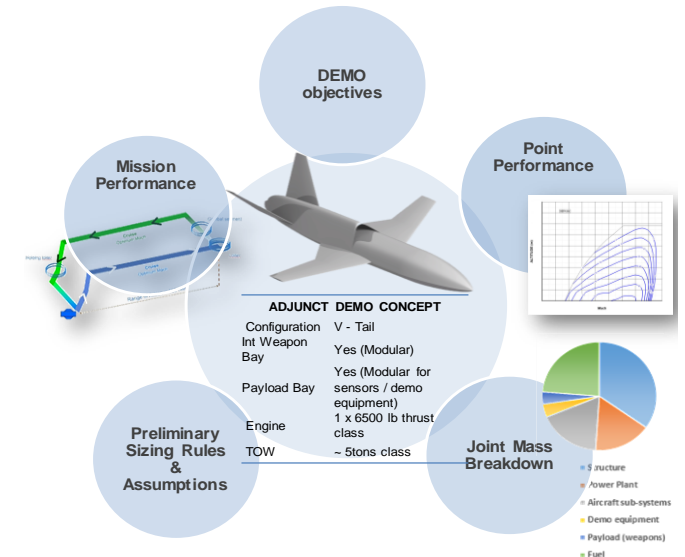 DEMO
objectives
Mission
Performance
Point
Performance
Cruise
Cruise
ADJUNCT DEMO CONCEPT
Configuration V - Tail
Int Weapon
Bay
Yes (Modular)
Payload Bay
Yes (Modular for
sensors / demo
equipment)
Engine
1 x 6500 lb thrust
class
TOW ~ 5tons class
Preliminary
Sizing Rules
&
Assumptions
Joint Mass
Breakdown
Structure
Power Plant
Aircraft sub-systems
Demo equipment
Payload (weapons)
Fuel